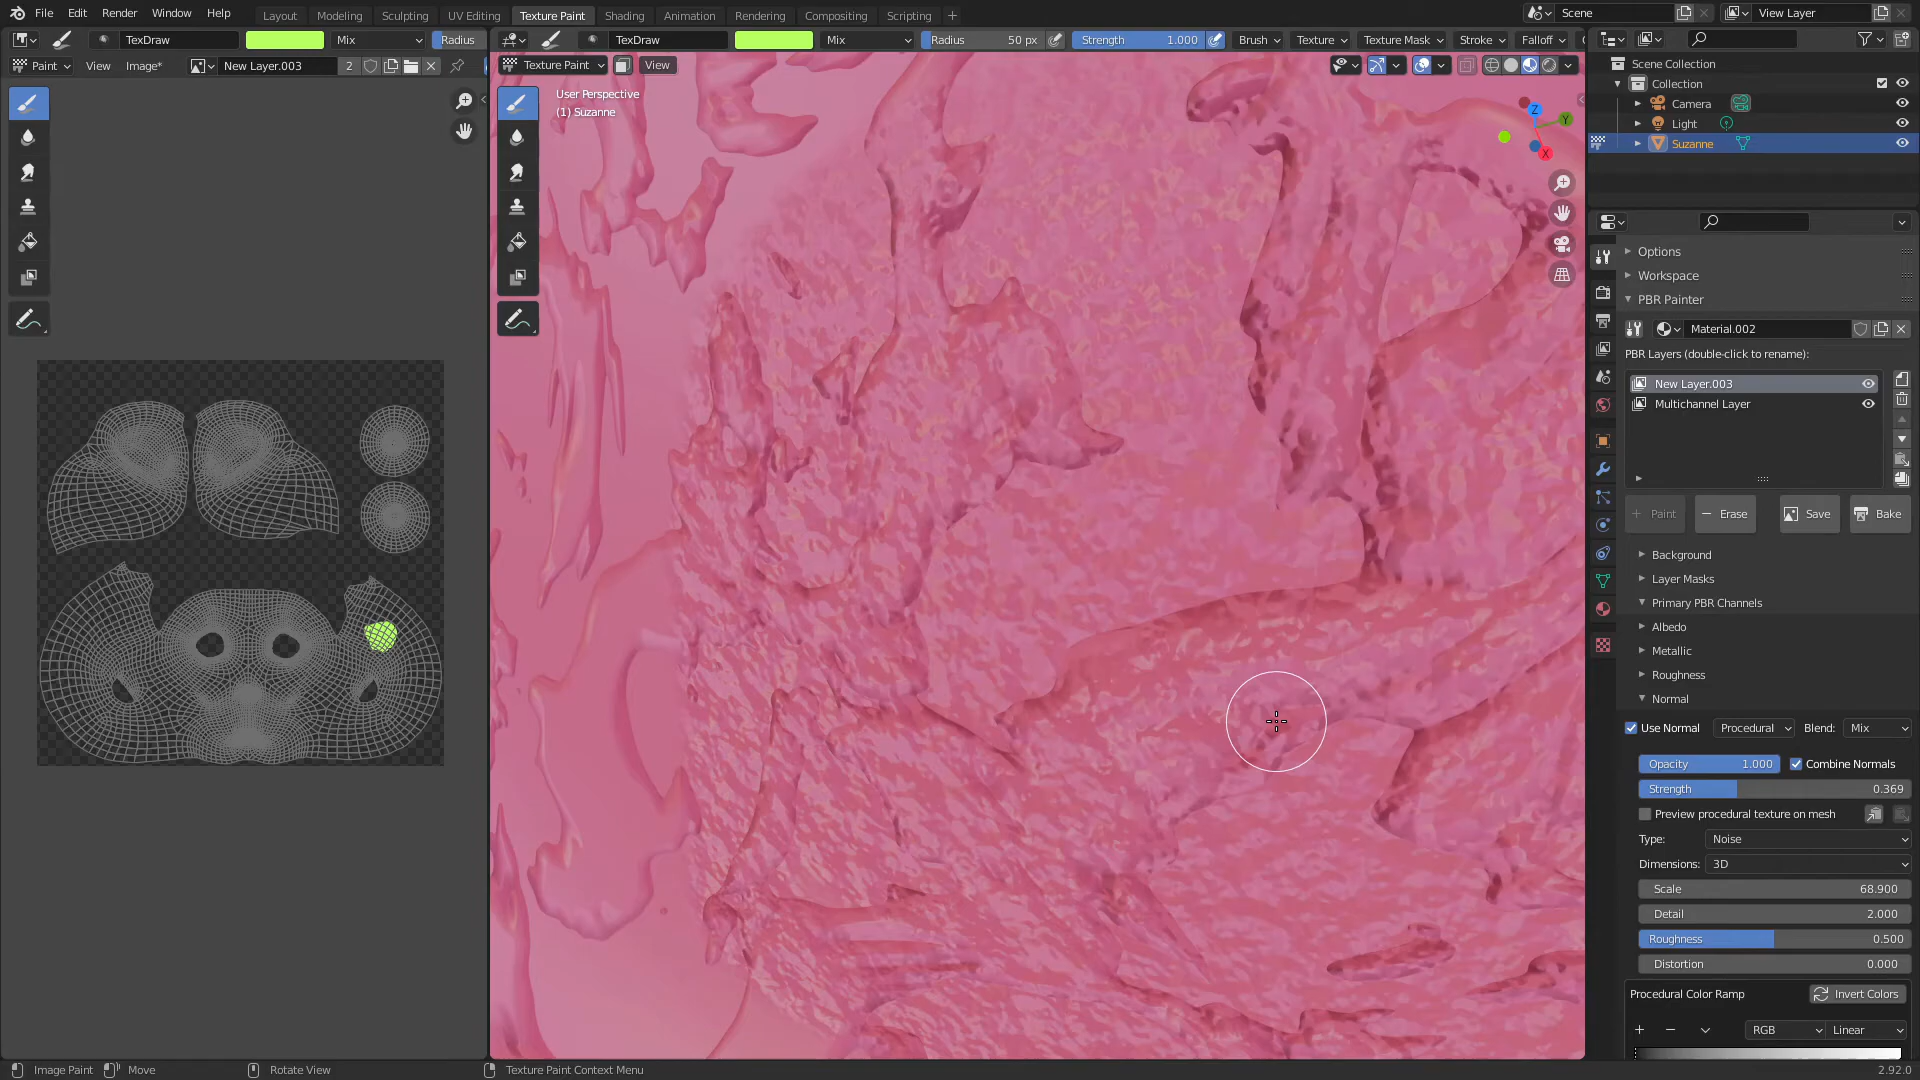 File Edit Render Window Help Layout Modeling Sculpting UV Editing Texture Paint Shading Animation Rendering Compositing Scripting + Scene View Layer
TexDraw Mix Radius TexDraw Mix Radius 50 px Strength 1.000 Brush Texture Texture Mask Stroke Falloff
Paint View Image* New Layer.003 2 Texture Paint View
User Perspective
(1) Suzanne
Z
Y
X
Scene Collection
Collection
Camera
Light
Suzanne
Options
Workspace
PBR Painter
Material.002
PBR Layers (double-click to rename):
New Layer.003
Multichannel Layer
+ Paint − Erase Save Bake
Background
Layer Masks
Primary PBR Channels
Albedo
Metallic
Roughness
Normal
Use Normal Procedural Blend: Mix
Opacity 1.000 Combine Normals
Strength 0.369
Preview procedural texture on mesh
Type: Noise
Dimensions: 3D
Scale 68.900
Detail 2.000
Roughness 0.500
Distortion 0.000
Procedural Color Ramp Invert Colors
+ − RGB Linear
Image Paint Move Rotate View Texture Paint Context Menu 2.92.0